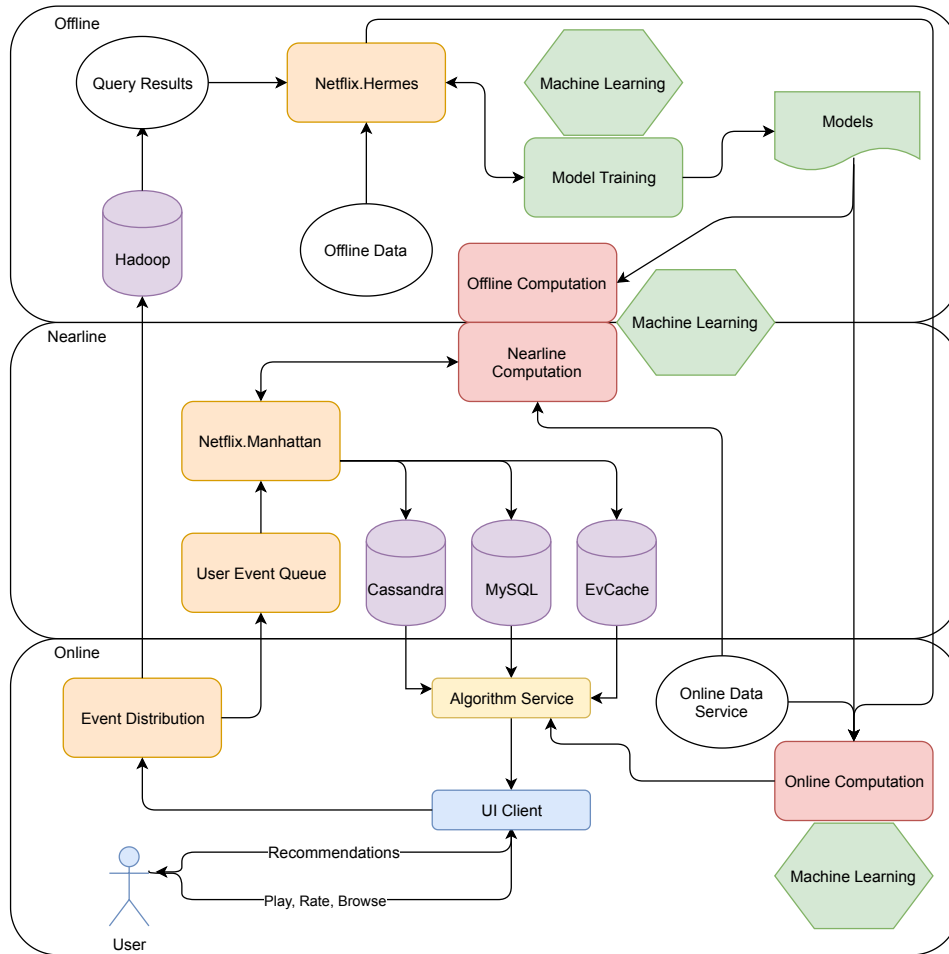 Offline
Query Results
Netflix.Hermes
Machine Learning
Models
Model Training
Hadoop
Offline Data
Offline Computation
Machine Learning
Nearline
Nearline
Computation
Netflix.Manhattan
User Event Queue
Cassandra
MySQL
EvCache
Online
Event Distribution
Algorithm Service
Online Data
Service
Online Computation
UI Client
Recommendations
Machine Learning
Play, Rate, Browse
User